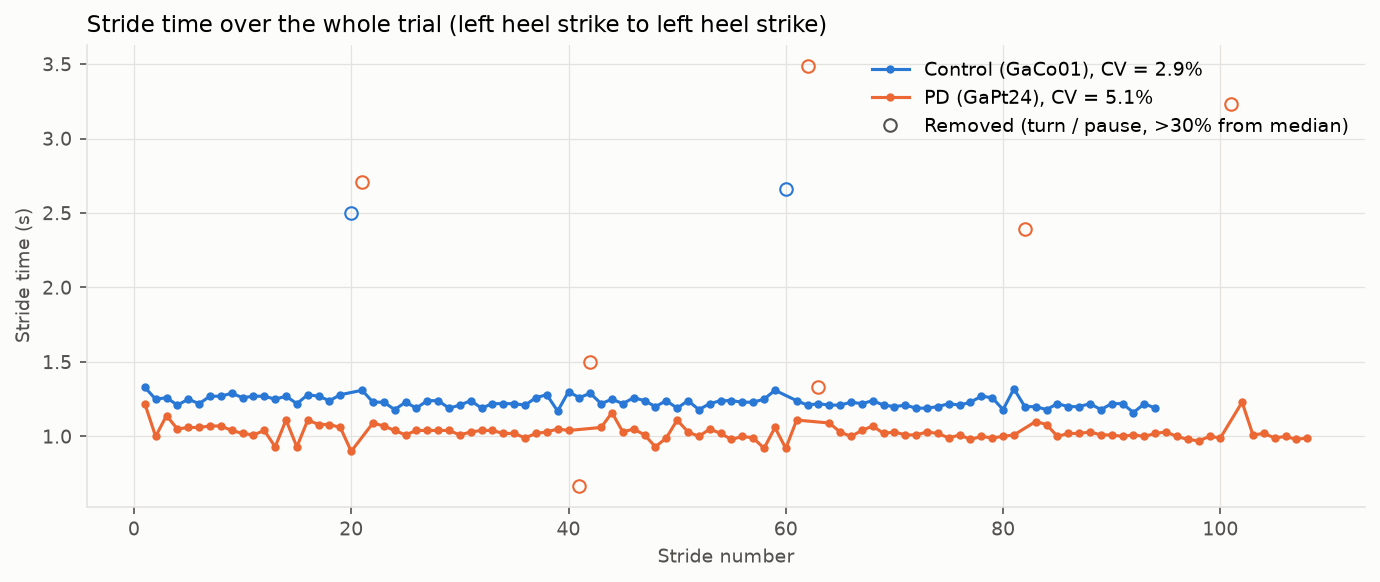 Stride time over the whole trial (left heel strike to left heel strike)
Control (GaCo01), CV = 2.9%
PD (GaPt24), CV = 5.1%
Removed (turn / pause, >30% from median)
Stride time (s)
3.5
3.0
2.5
2.0
1.5
1.0
0
20
40
60
80
100
Stride number